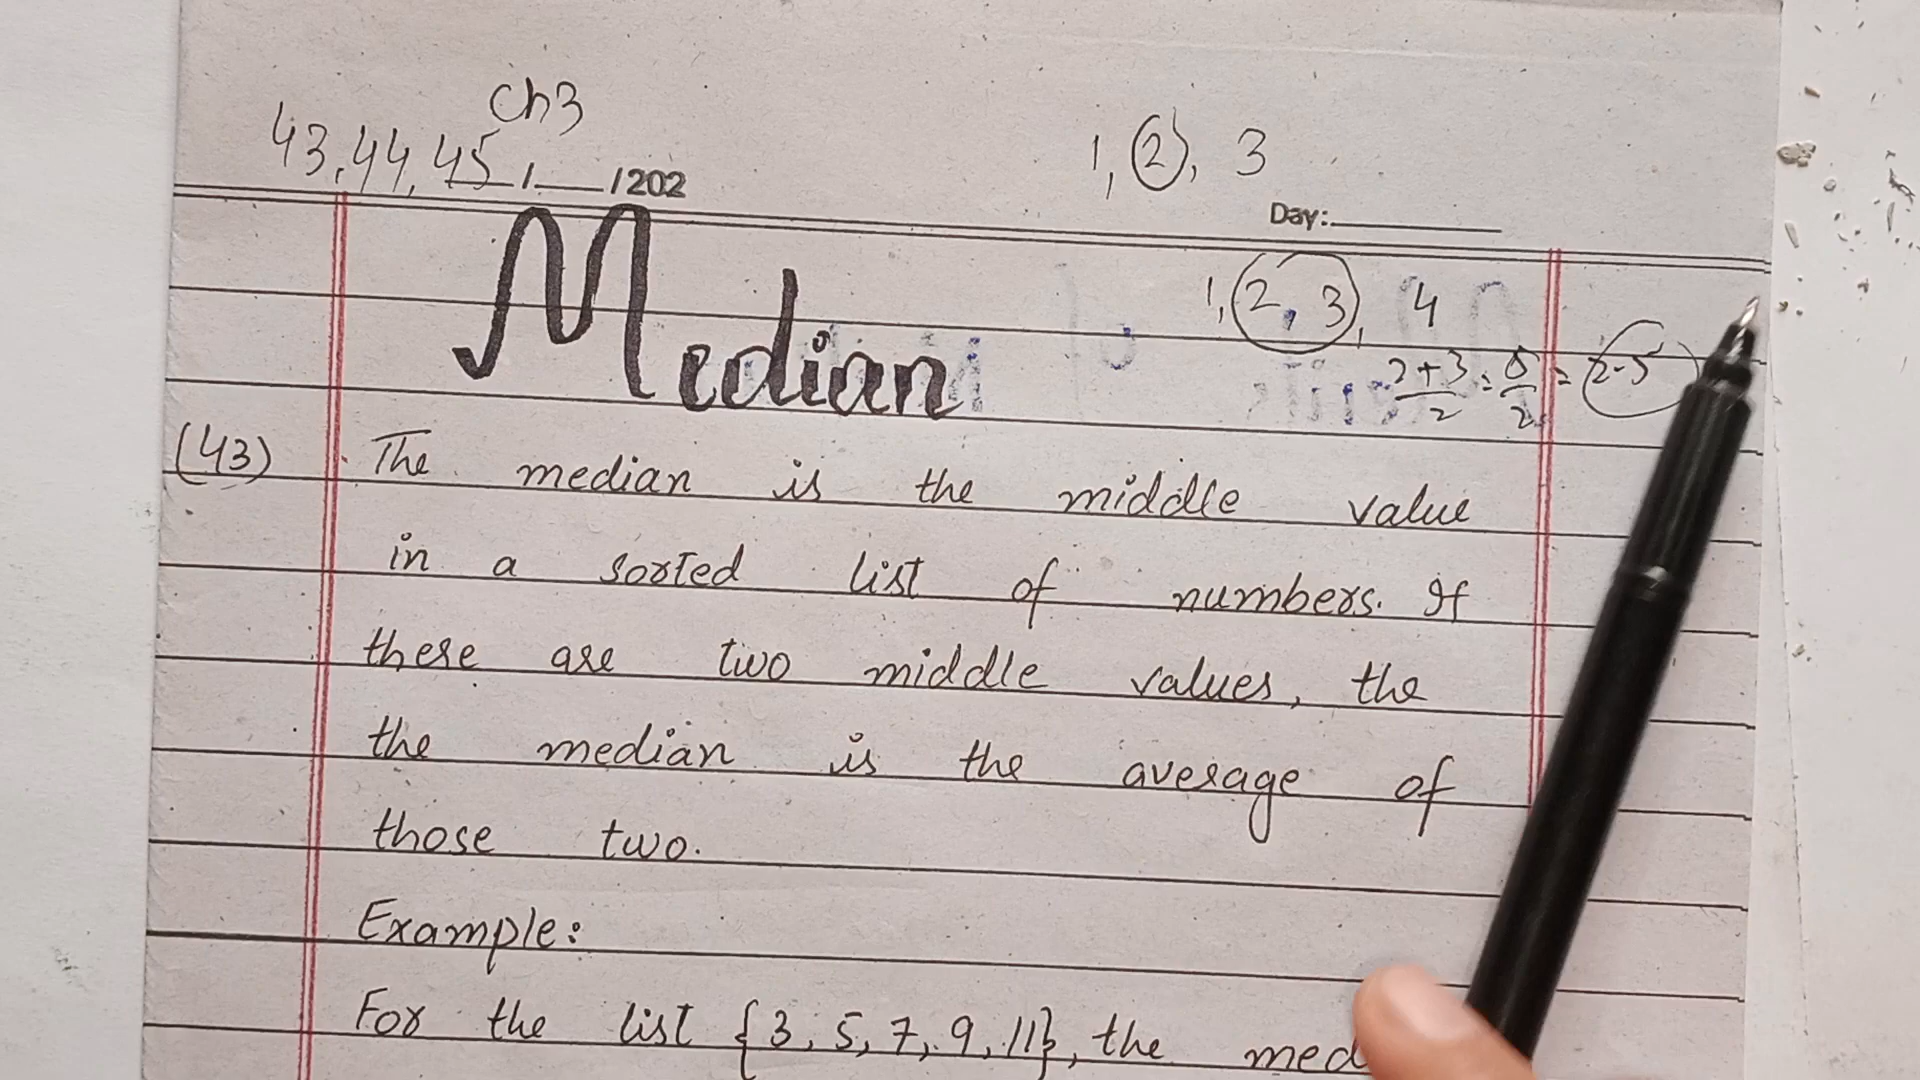 Ch3
43, 44, 45
1, 2, 3
/ /202
Day:
Median
1, 2, 3, 4
2+3/2 = 5/2 = 2.5
(43) The median is the middle value
in a sorted list of numbers. If
there are two middle values, the
the median is the average of
those two.
Example:
For the list {3, 5, 7, 9, 11}, the med